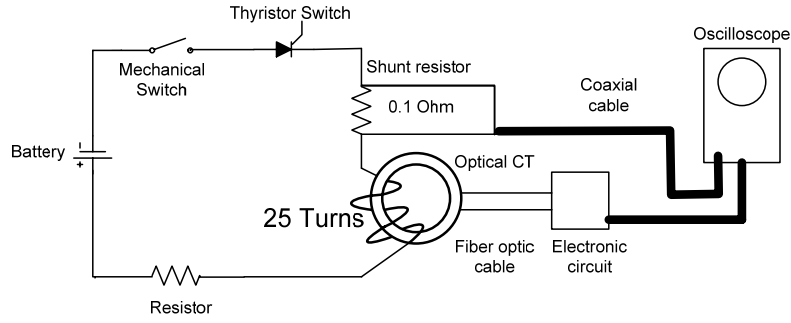 Thyristor Switch
Oscilloscope
Mechanical
Switch
Shunt resistor
0.1 Ohm
Coaxial
cable
Battery
-
+
Optical CT
25 Turns
Fiber optic
cable
Electronic
circuit
Resistor